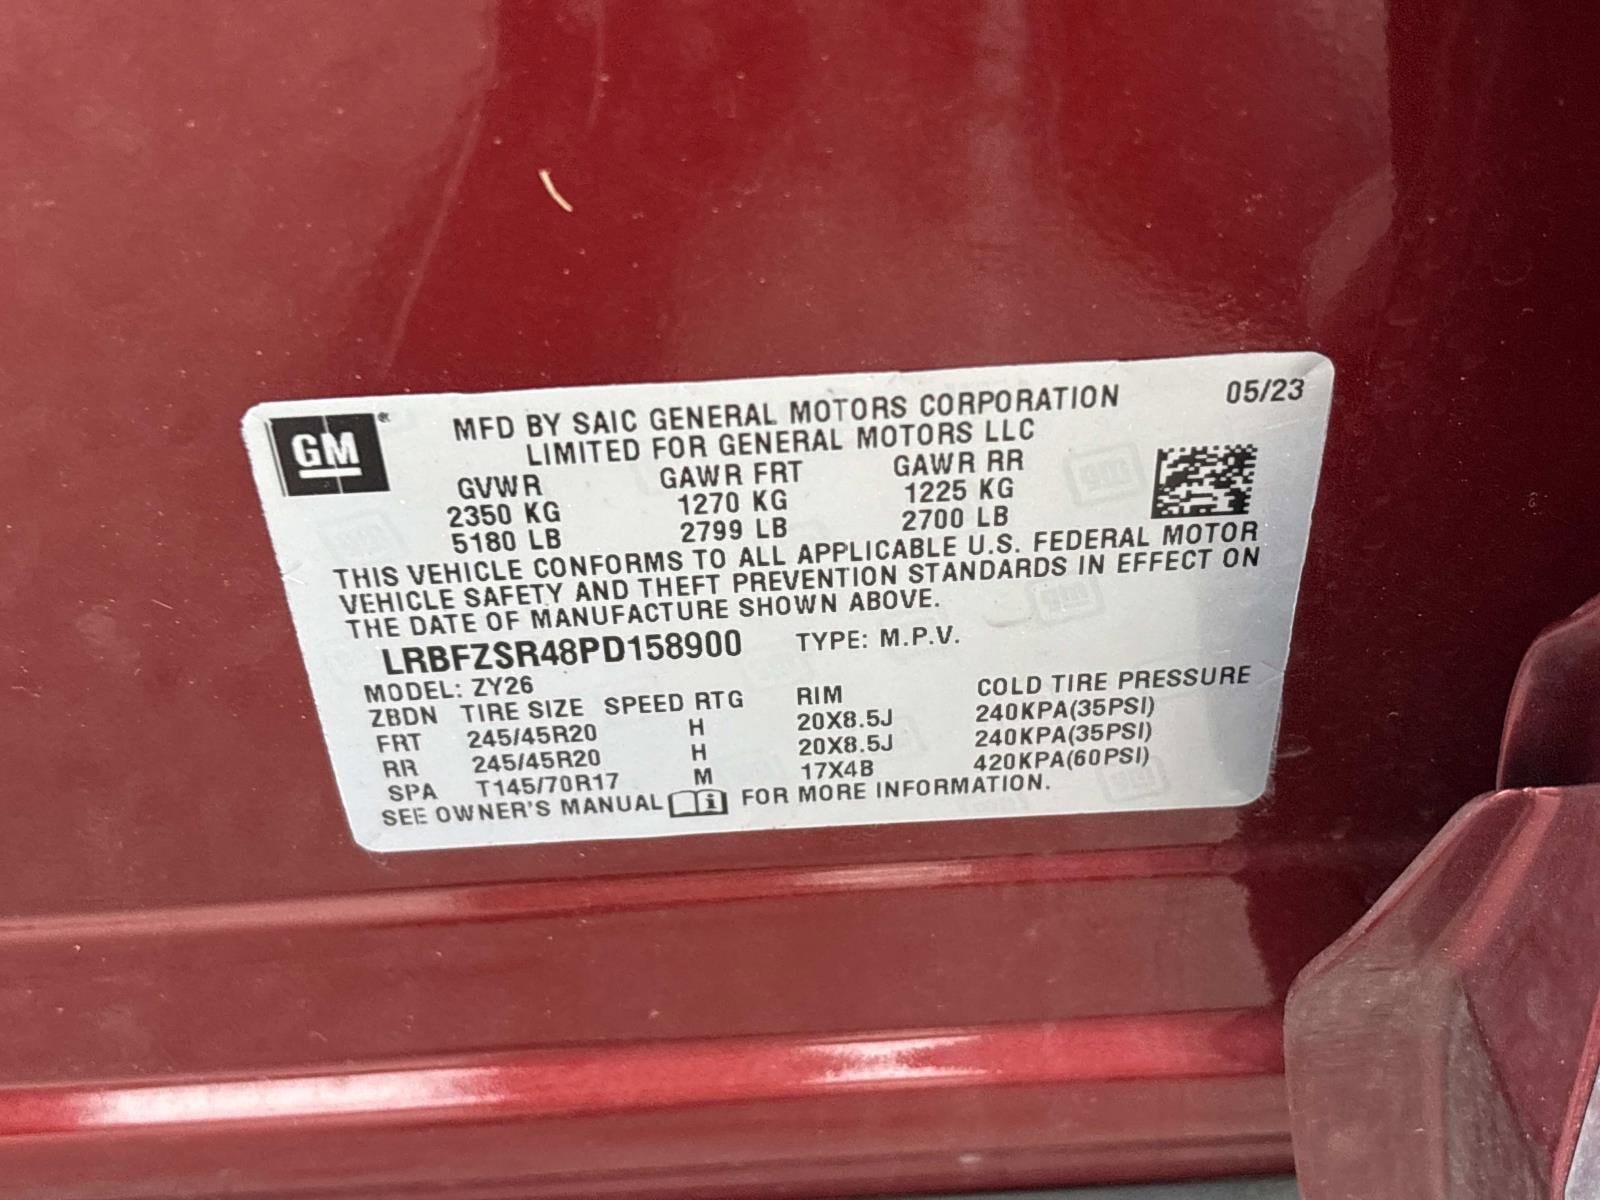 GM ®
MFD BY SAIC GENERAL MOTORS CORPORATION 05/23
LIMITED FOR GENERAL MOTORS LLC
GVWR GAWR FRT GAWR RR
2350 KG 1270 KG 1225 KG
5180 LB 2799 LB 2700 LB
THIS VEHICLE CONFORMS TO ALL APPLICABLE U.S. FEDERAL MOTOR
VEHICLE SAFETY AND THEFT PREVENTION STANDARDS IN EFFECT ON
THE DATE OF MANUFACTURE SHOWN ABOVE.
LRBFZSR48PD158900 TYPE: M.P.V.
MODEL: ZY26
ZBDN TIRE SIZE SPEED RTG RIM COLD TIRE PRESSURE
FRT 245/45R20 H 20X8.5J 240KPA(35PSI)
RR 245/45R20 H 20X8.5J 240KPA(35PSI)
SPA T145/70R17 M 17X4B 420KPA(60PSI)
SEE OWNER'S MANUAL i FOR MORE INFORMATION.